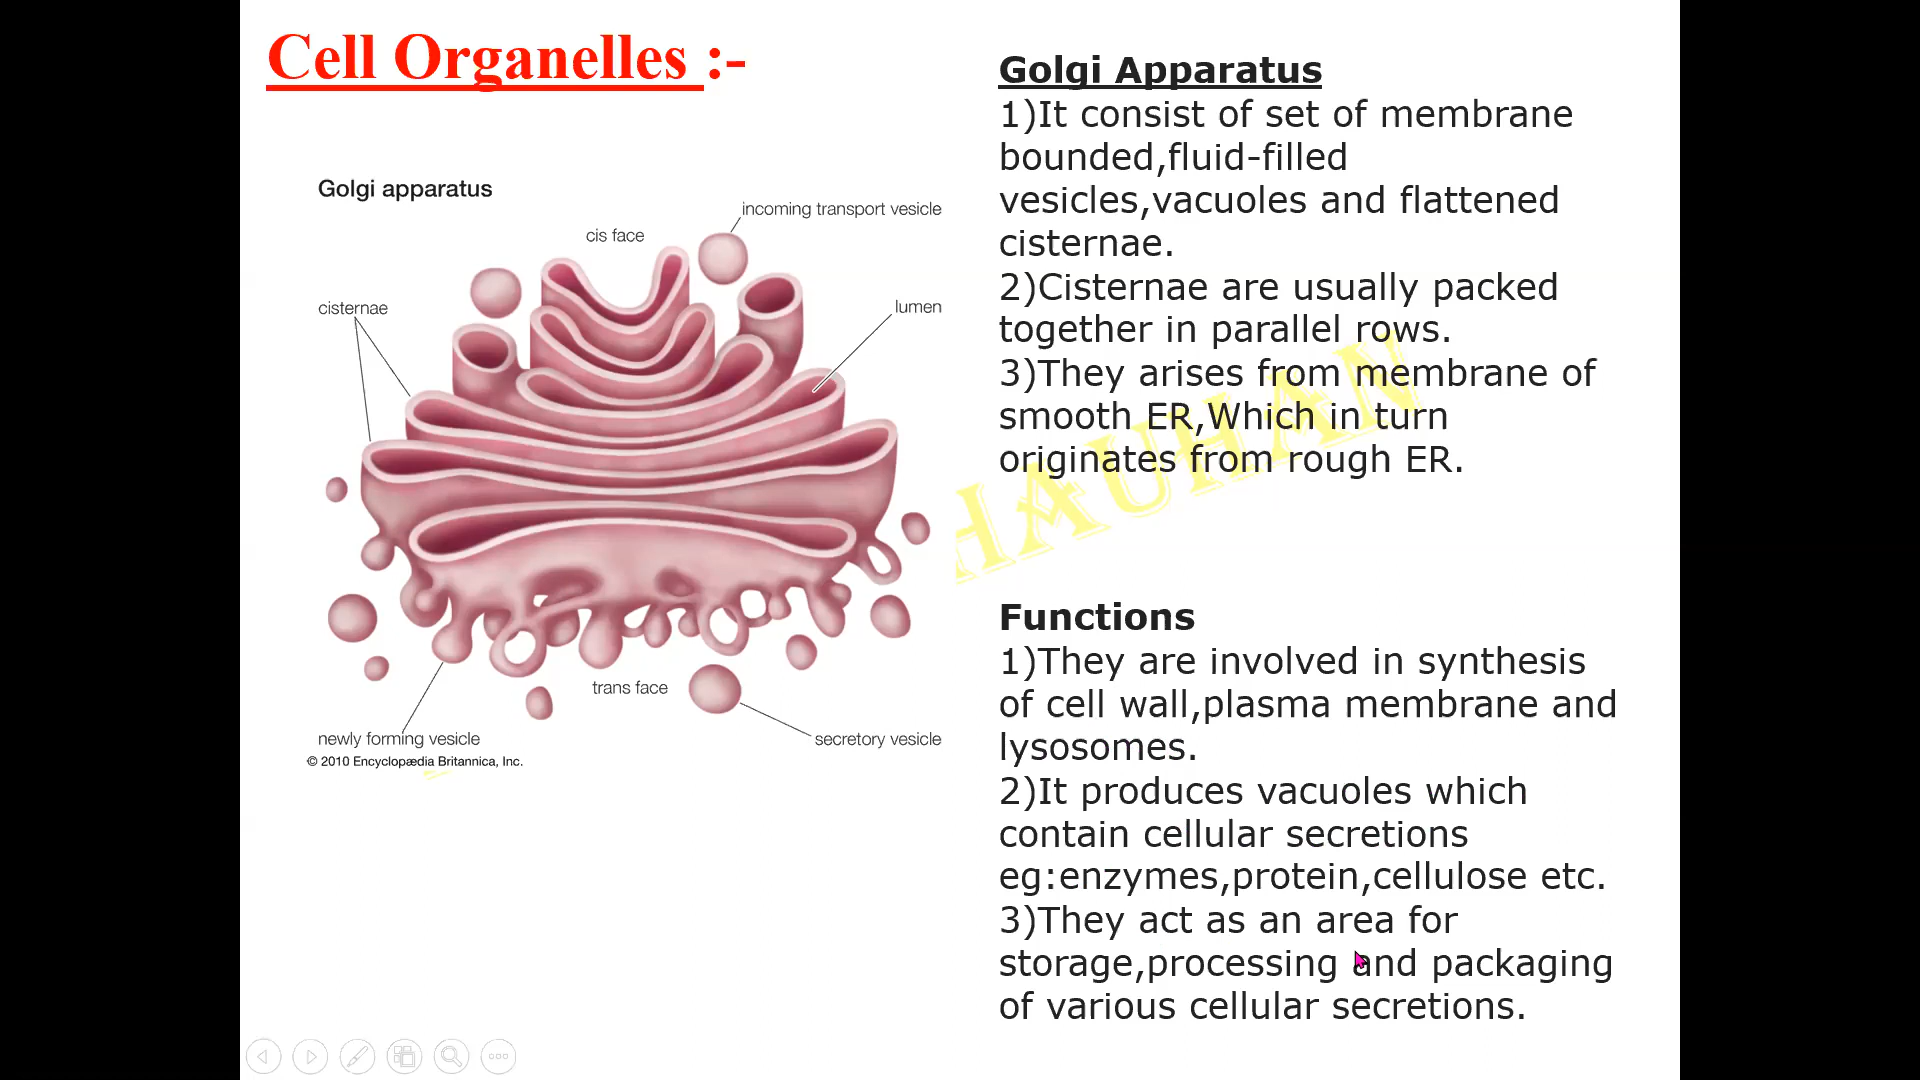 Cell Organelles :-
Golgi apparatus
incoming transport vesicle
cis face
cisternae
lumen
trans face
newly forming vesicle
secretory vesicle
© 2010 Encyclopædia Britannica, Inc.
Golgi Apparatus
1)It consist of set of membrane
bounded,fluid-filled
vesicles,vacuoles and flattened
cisternae.
2)Cisternae are usually packed
together in parallel rows.
3)They arises from membrane of
smooth ER,Which in turn
originates from rough ER.
HAUHAN
Functions
1)They are involved in synthesis
of cell wall,plasma membrane and
lysosomes.
2)It produces vacuoles which
contain cellular secretions
eg:enzymes,protein,cellulose etc.
3)They act as an area for
storage,processing and packaging
of various cellular secretions.